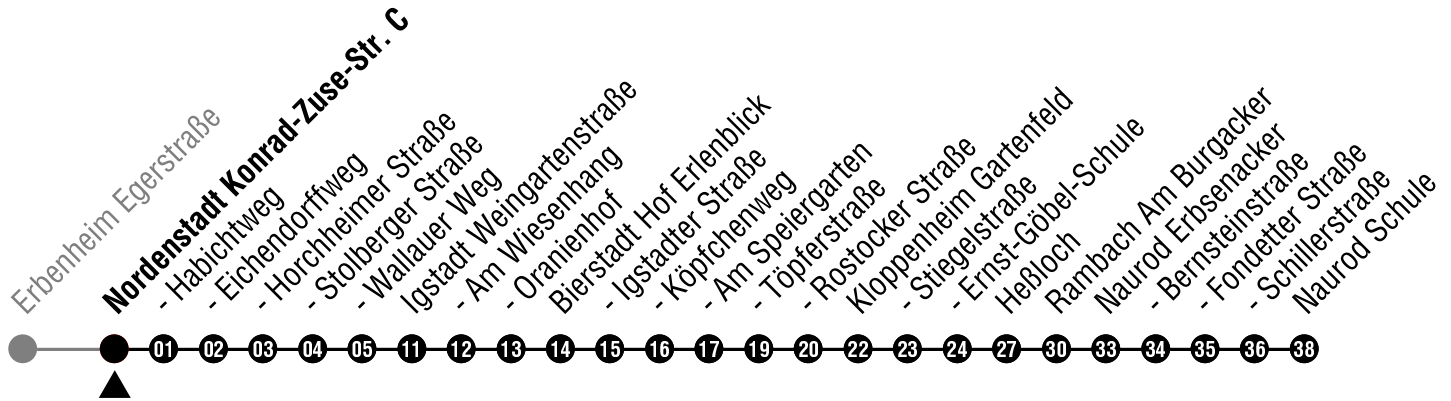 Erbenheim Egerstraße
Nordenstadt Konrad-Zuse-Str. C
- Habichtweg
- Eichendorffweg
- Horchheimer Straße
- Stolberger Straße
- Wallauer Weg
Igstadt Weingartenstraße
- Am Wiesenhang
- Oranienhof
Bierstadt Hof Erlenblick
- Igstadter Straße
- Köpfchenweg
- Am Speiergarten
- Töpferstraße
- Rostocker Straße
Kloppenheim Gartenfeld
- Stiegelstraße
- Ernst-Göbel-Schule
Heßloch
Rambach Am Burgacker
Naurod Erbsenacker
- Bernsteinstraße
- Fondetter Straße
- Schillerstraße
Naurod Schule
01 02 03 04 05 11 12 13 14 15 16 17 19 20 22 23 24 27 30 33 34 35 36 38